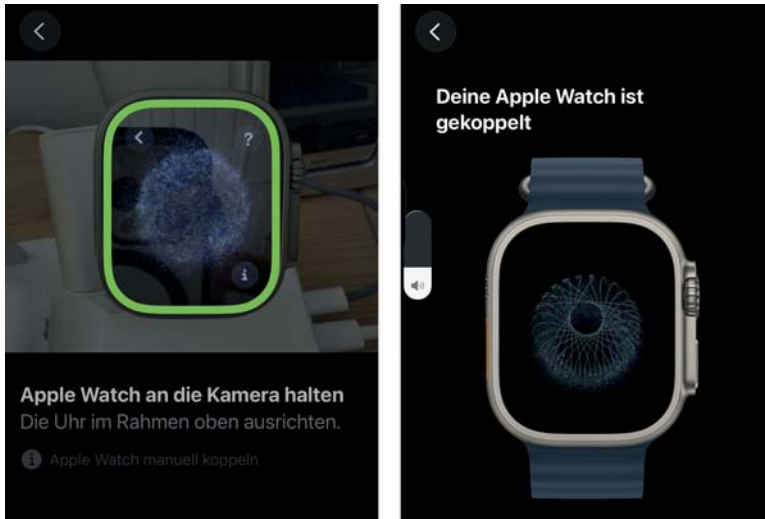 ?
i
Apple Watch an die Kamera halten
Die Uhr im Rahmen oben ausrichten.
i Apple Watch manuell koppeln
Deine Apple Watch ist
gekoppelt